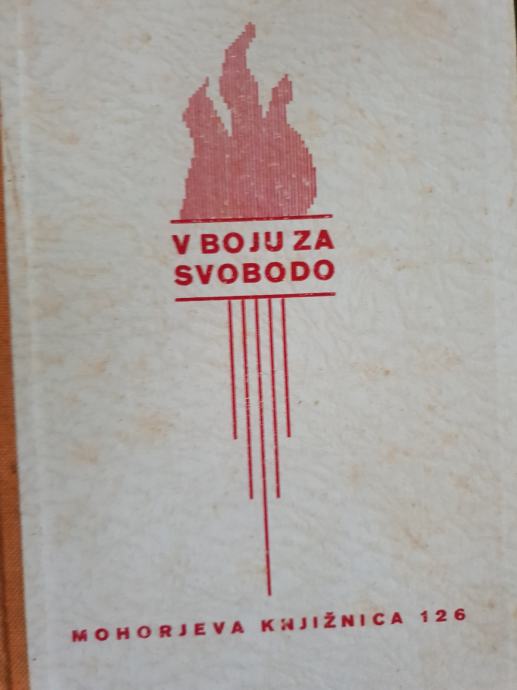 V BOJU ZA
SVOBODO
MOHORJEVA KNJIŽNICA 126